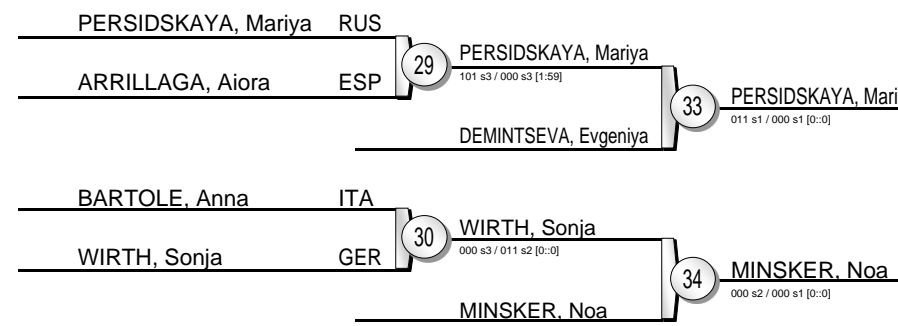 PERSIDSKAYA, Mariya RUS
29
PERSIDSKAYA, Mariya
101 s3 / 000 s3 [1:59]
ARRILLAGA, Aiora ESP
33
PERSIDSKAYA, Mari
011 s1 / 000 s1 [0::0]
DEMINTSEVA, Evgeniya
BARTOLE, Anna ITA
30
WIRTH, Sonja
000 s3 / 011 s2 [0::0]
WIRTH, Sonja GER
34
MINSKER, Noa
000 s2 / 000 s1 [0::0]
MINSKER, Noa